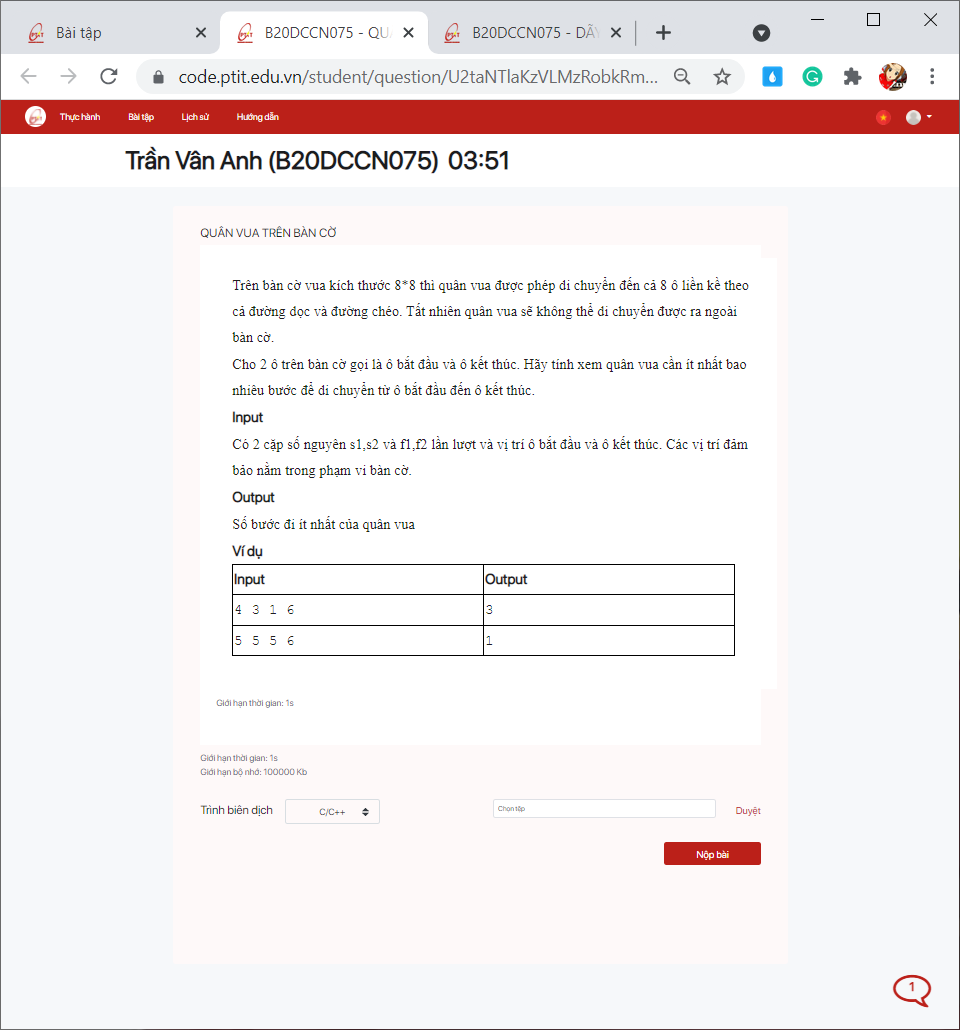 Bài tập
B20DCCN075 - QU
B20DCCN075 - DÃ
code.ptit.edu.vn/student/question/U2taNTlaKzVLMzRobkRm...
Thực hành Bài tập Lịch sử Hướng dẫn
Trần Vân Anh (B20DCCN075) 03:51
QUÂN VUA TRÊN BÀN CỜ
Trên bàn cờ vua kích thước 8*8 thì quân vua được phép di chuyển đến cả 8 ô liền kề theo
cả đường dọc và đường chéo. Tất nhiên quân vua sẽ không thể di chuyển được ra ngoài
bàn cờ.
Cho 2 ô trên bàn cờ gọi là ô bắt đầu và ô kết thúc. Hãy tính xem quân vua cần ít nhất bao
nhiêu bước để di chuyển từ ô bắt đầu đến ô kết thúc.
Input
Có 2 cặp số nguyên s1,s2 và f1,f2 lần lượt và vị trí ô bắt đầu và ô kết thúc. Các vị trí đảm
bảo nằm trong phạm vi bàn cờ.
Output
Số bước đi ít nhất của quân vua
Ví dụ
Input Output
4 3 1 6 3
5 5 5 6 1
Giới hạn thời gian: 1s
Giới hạn thời gian: 1s
Giới hạn bộ nhớ: 100000 Kb
Trình biên dịch C/C++ Chọn tệp Duyệt
Nộp bài
1